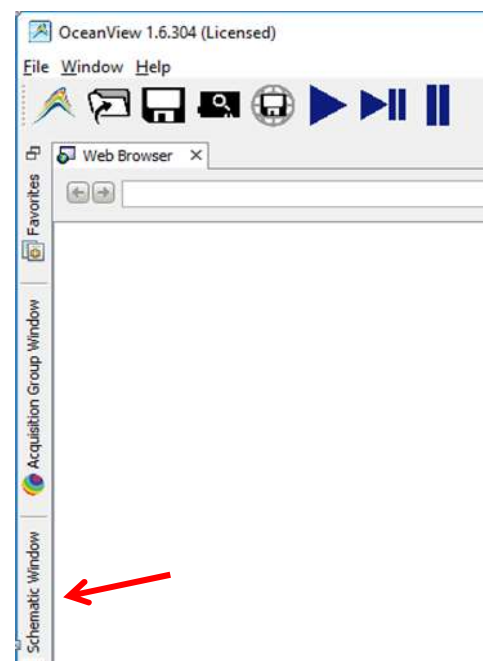 OceanView 1.6.304 (Licensed)
File Window Help
Web Browser
Favorites
Acquisition Group Window
Schematic Window